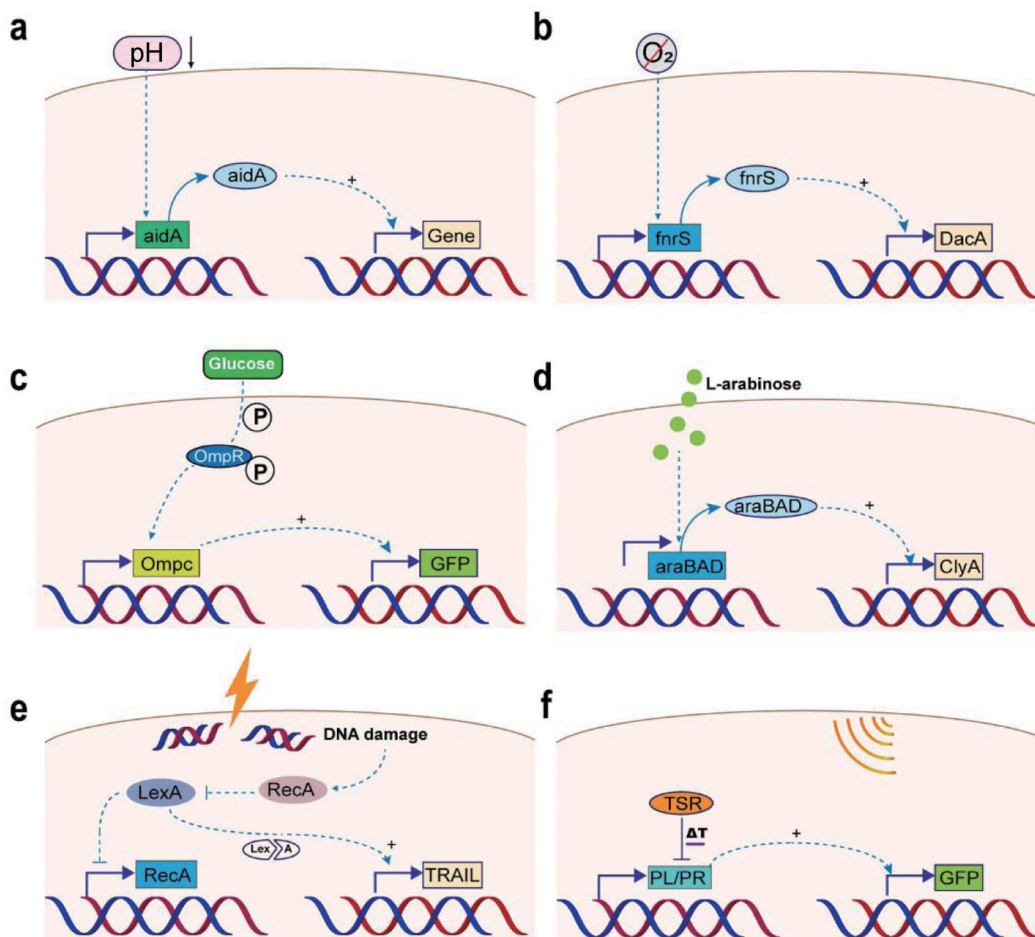 a
pH
aidA
+
aidA
Gene
b
O₂
fnrS
+
fnrS
DacA
c
Glucose
P
OmpR
P
+
Ompc
GFP
d
L-arabinose
araBAD
+
araBAD
ClyA
e
DNA damage
LexA
RecA
Lex A
+
RecA
TRAIL
f
TSR
ΔT
+
PL/PR
GFP